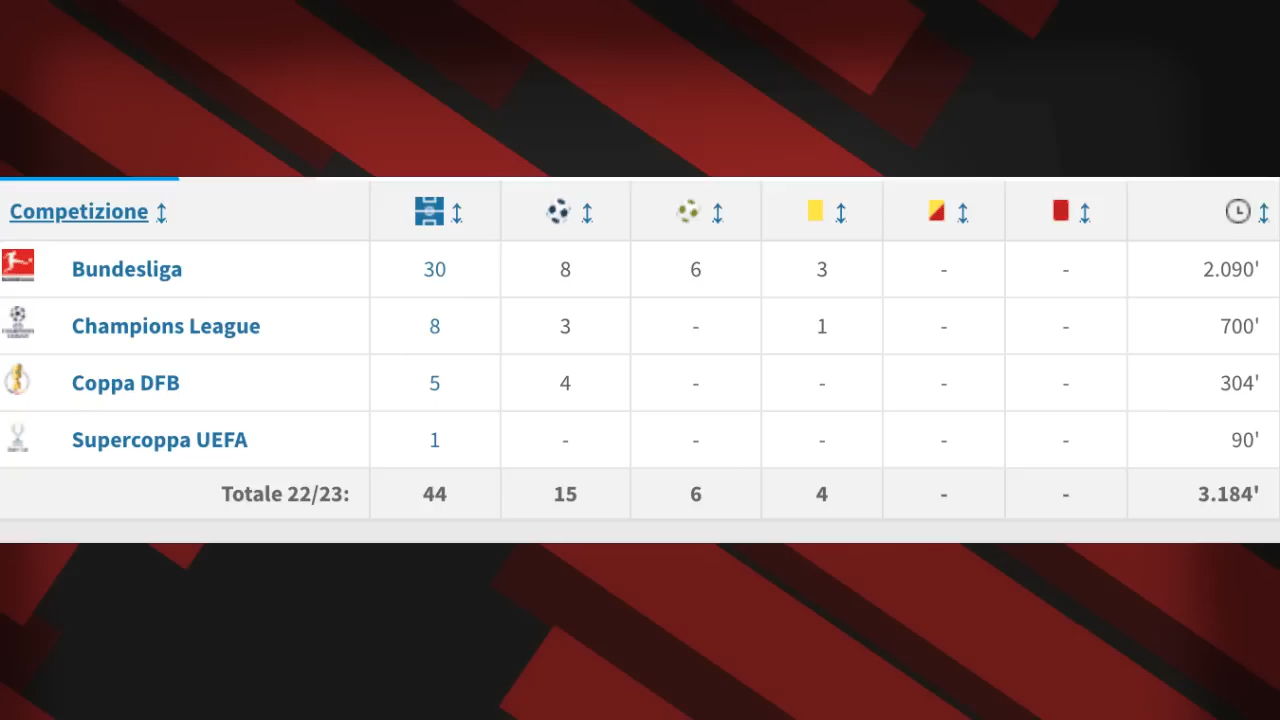 Competizione
Bundesliga 30 8 6 3 - - 2.090'
Champions League 8 3 - 1 - - 700'
Coppa DFB 5 4 - - - - 304'
Supercoppa UEFA 1 - - - - - 90'
Totale 22/23: 44 15 6 4 - - 3.184'